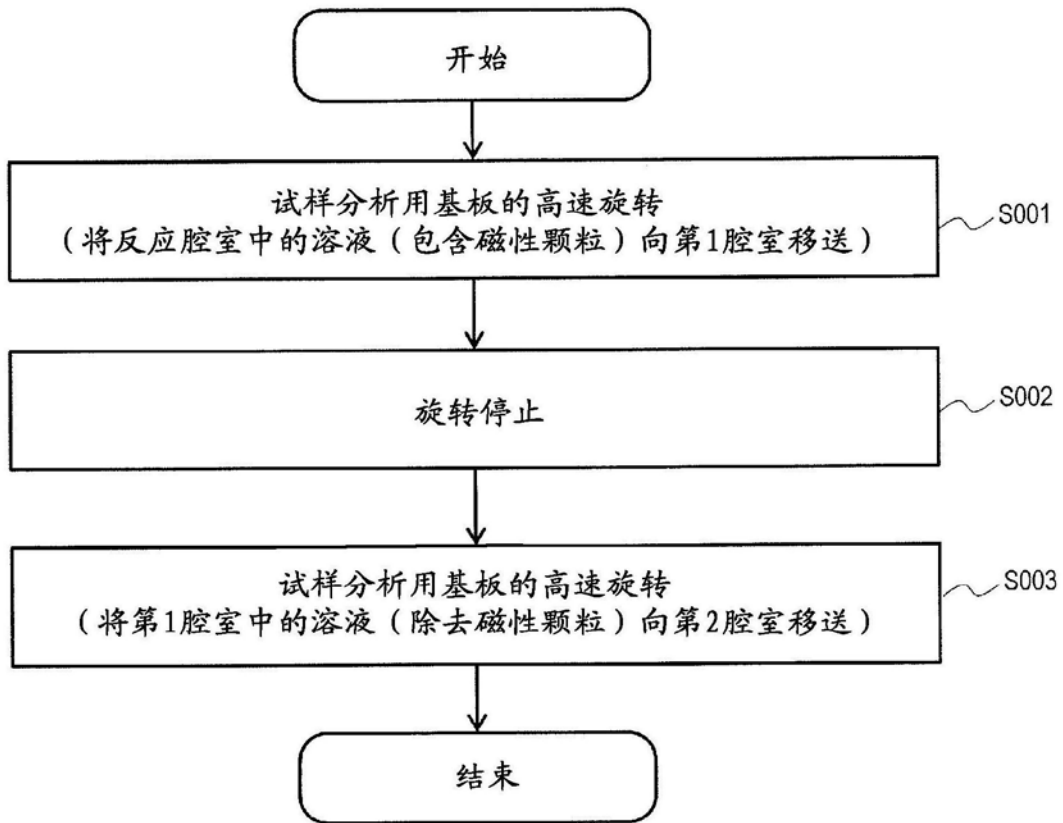 开始
试样分析用基板的高速旋转
(将反应腔室中的溶液(包含磁性颗粒)向第1腔室移送)
S001
旋转停止
S002
试样分析用基板的高速旋转
(将第1腔室中的溶液(除去磁性颗粒)向第2腔室移送)
S003
结束